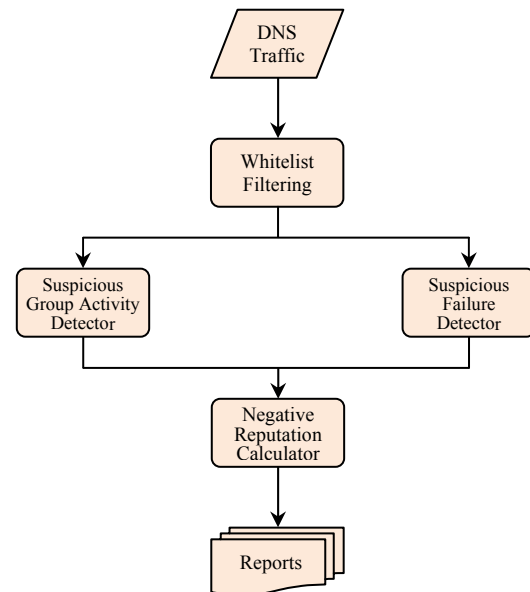 DNS
Traffic
Whitelist
Filtering
Suspicious
Group Activity
Detector
Suspicious
Failure
Detector
Negative
Reputation
Calculator
Reports